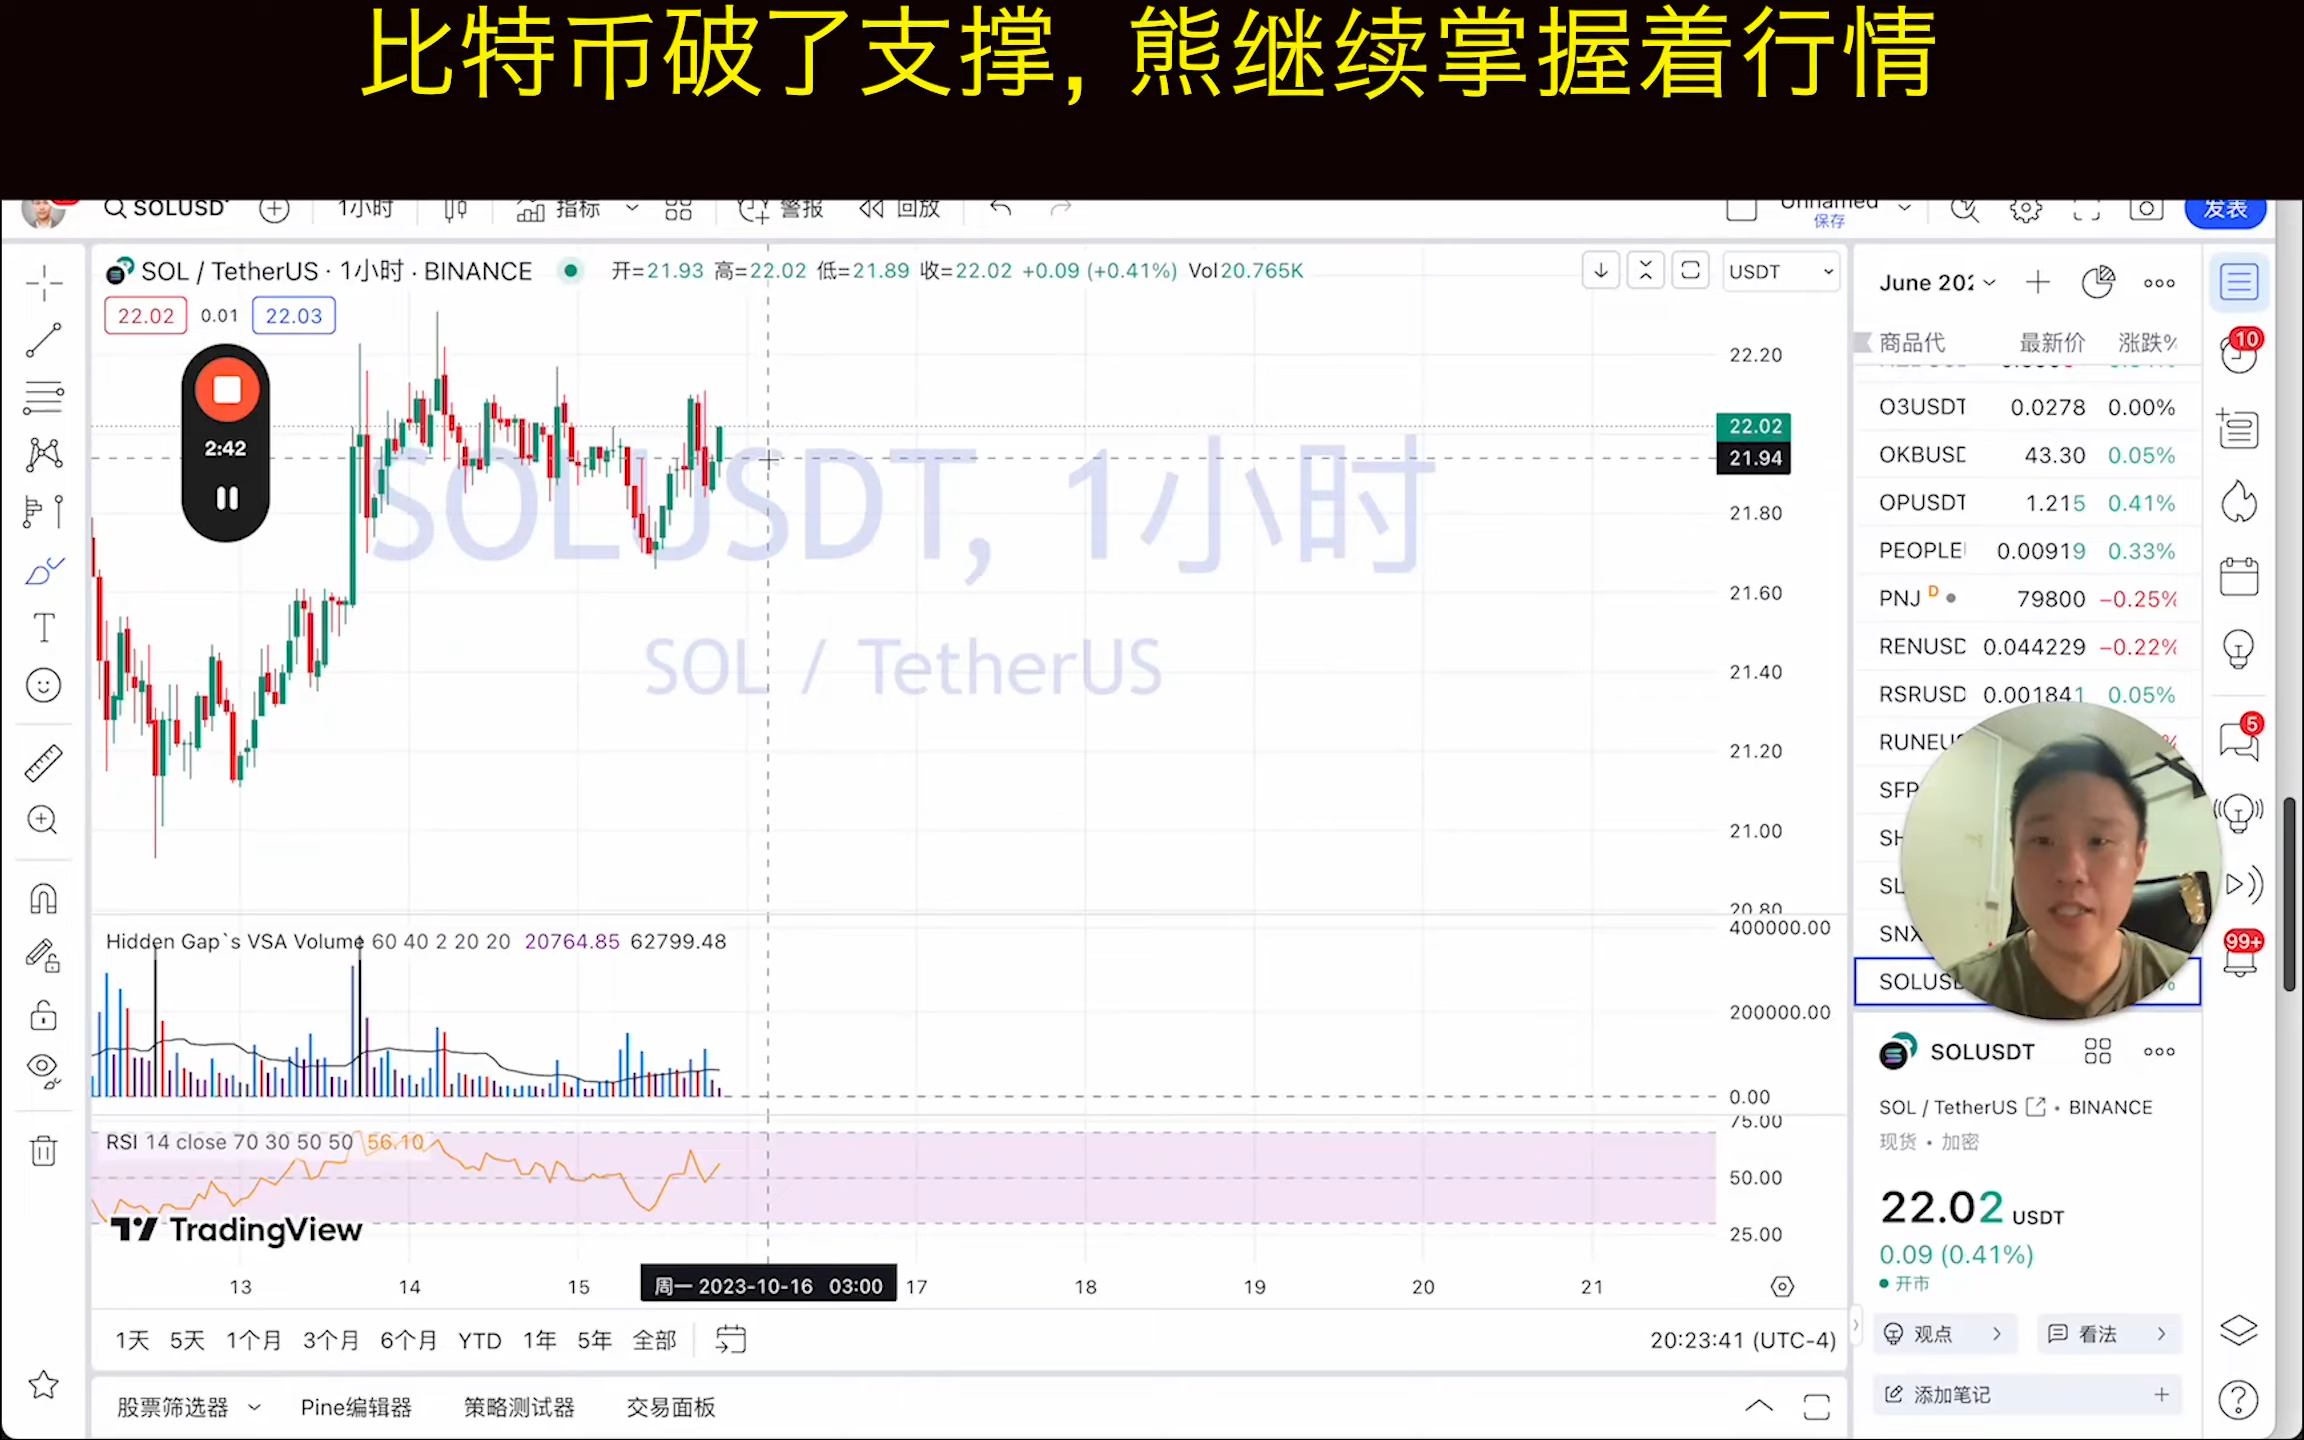 比特币破了支撑, 熊继续掌握着行情
SOLUSD
1小时
指标
警报
回放
Unnamed
保存
发表
SOL / TetherUS · 1小时 · BINANCE
开=21.93 高=22.02 低=21.89 收=22.02 +0.09 (+0.41%) Vol20.765K
USDT
22.02 0.01 22.03
2:42
SOLUSDT, 1小时
SOL / TetherUS
22.20
22.02
21.94
21.80
21.60
21.40
21.20
21.00
20.80
Hidden Gap`s VSA Volume 60 40 2 20 20 20764.85 62799.48
400000.00
200000.00
0.00
RSI 14 close 70 30 50 50 56.10
75.00
50.00
25.00
TradingView
13 14 15 周一 2023-10-16 03:00 17 18 19 20 21
1天 5天 1个月 3个月 6个月 YTD 1年 5年 全部
20:23:41 (UTC-4)
股票筛选器 Pine编辑器 策略测试器 交易面板
June 202
商品代 最新价 涨跌%
O3USDT 0.0278 0.00%
OKBUSD 43.30 0.05%
OPUSDT 1.215 0.41%
PEOPLE 0.00919 0.33%
PNJ D 79800 −0.25%
RENUSD 0.044229 −0.22%
RSRUSD 0.001841 0.05%
RUNEUS
SFP
SH
SL
SNX
SOLUSD
SOLUSDT
SOL / TetherUS • BINANCE
现货 • 加密
22.02 USDT
0.09 (0.41%)
开市
观点
看法
添加笔记
10
5
99+